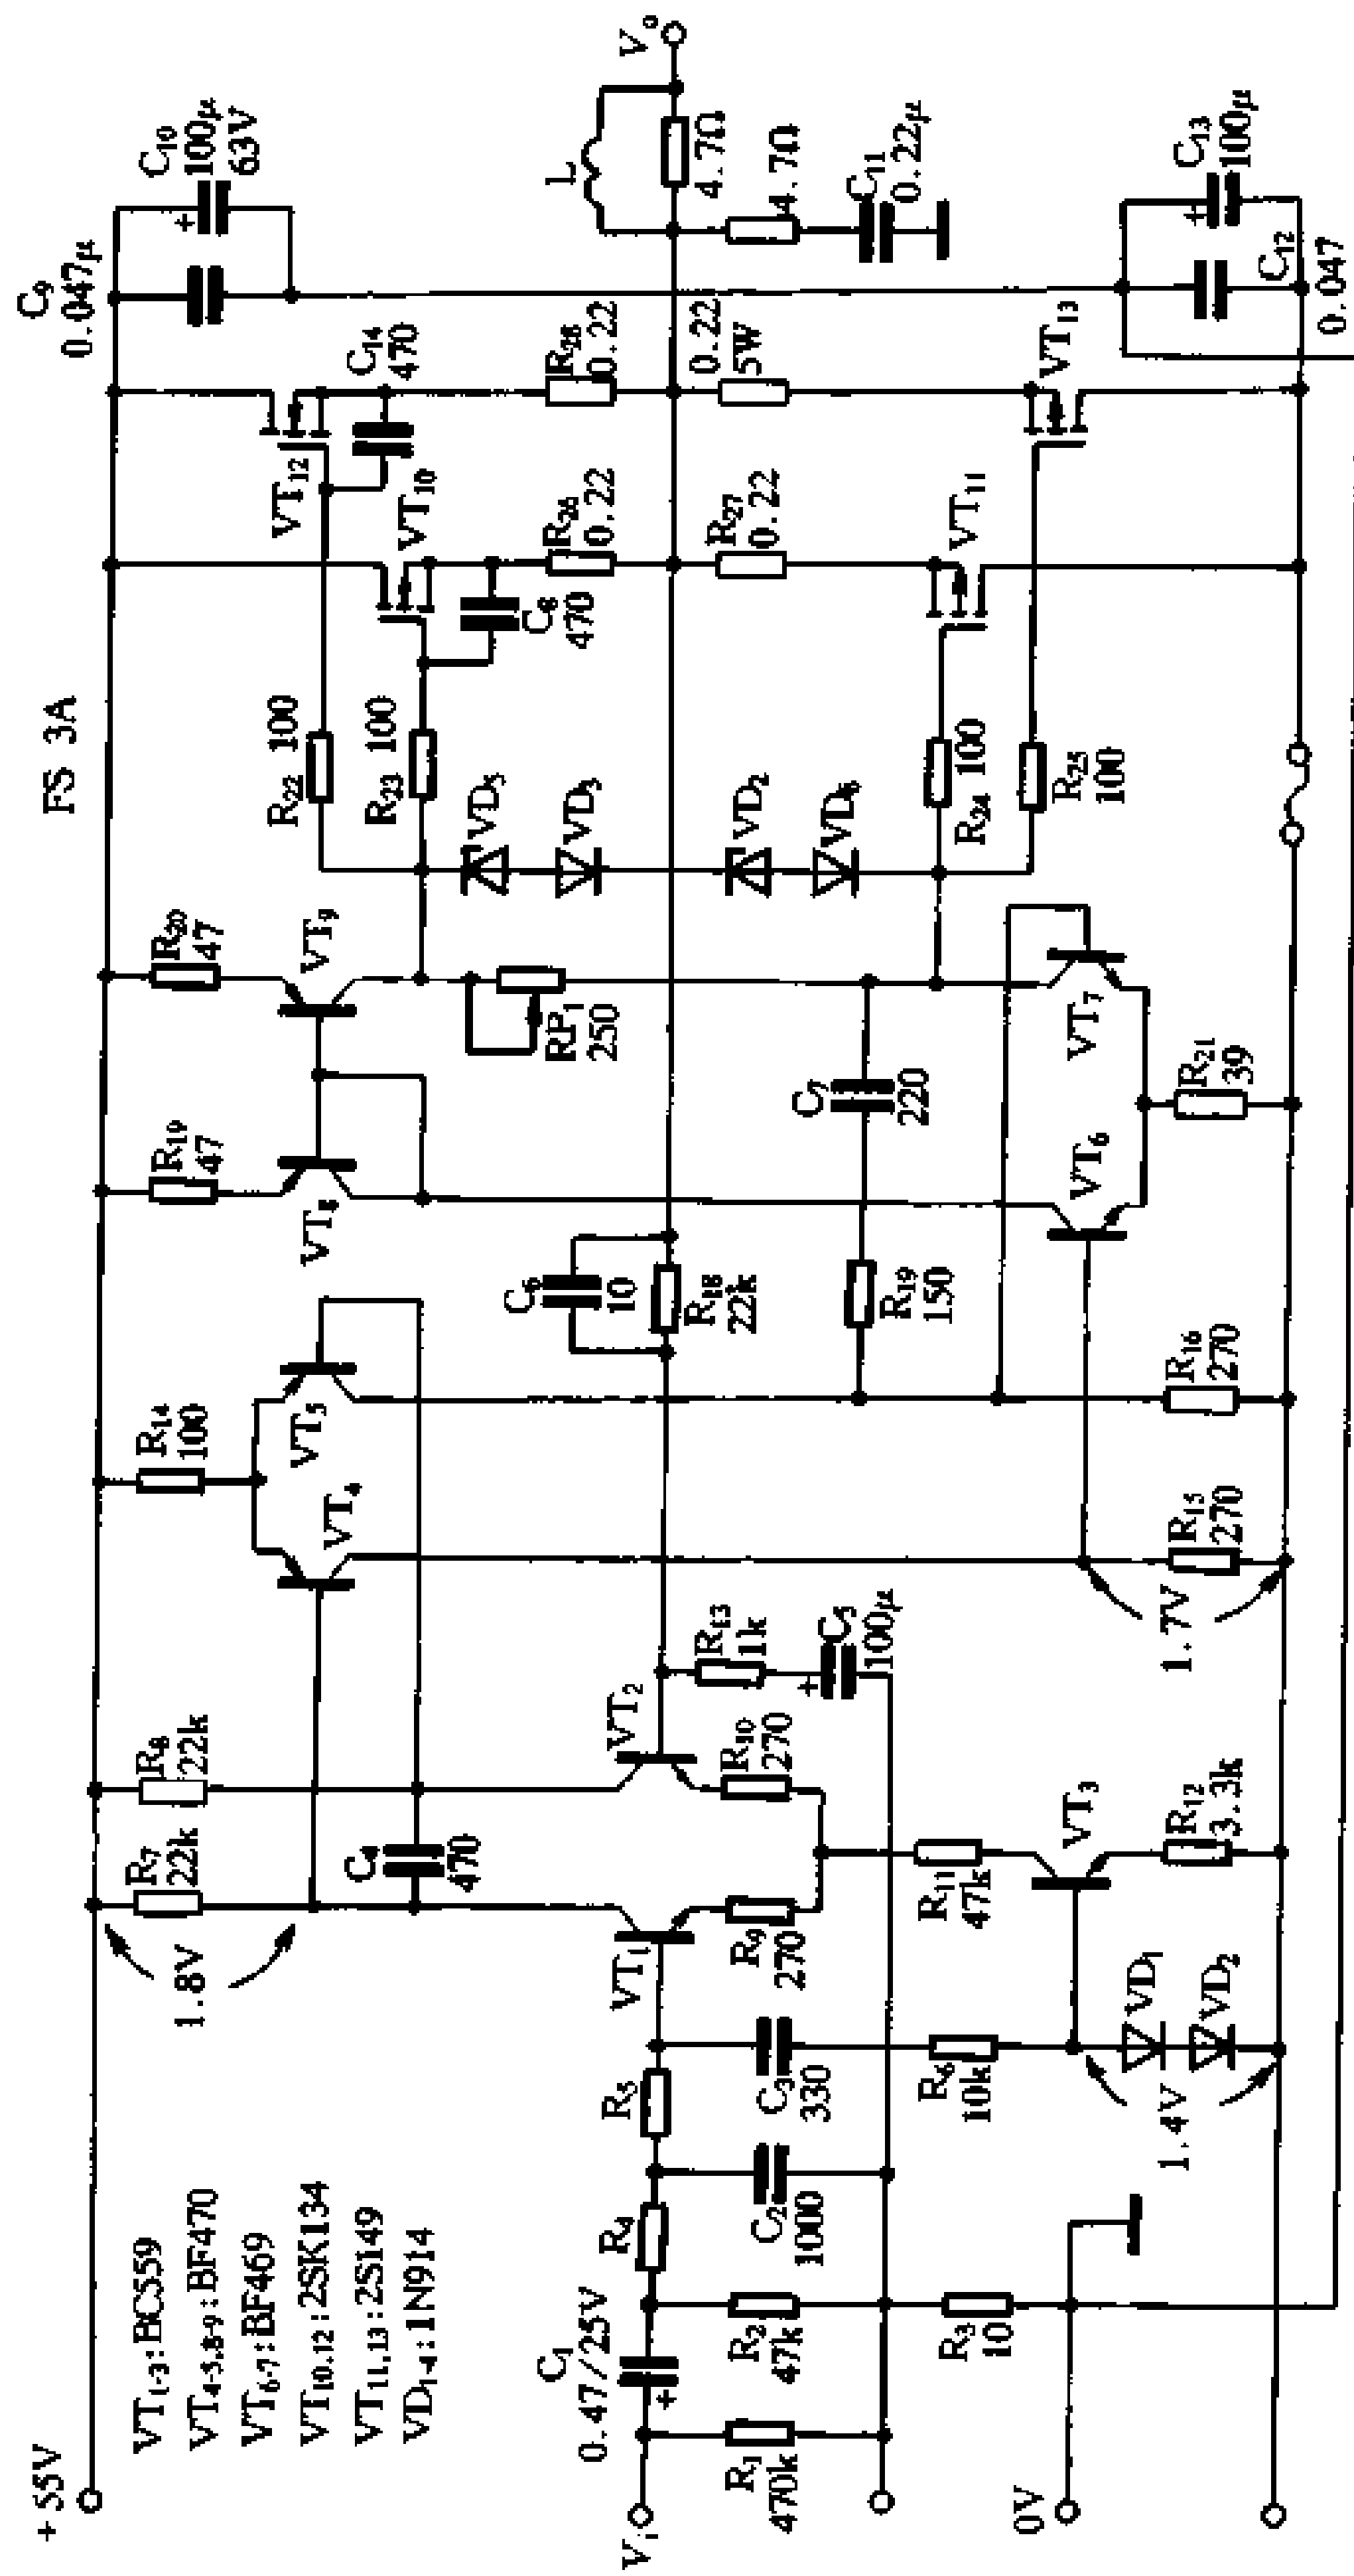 +55V
FS 3A
VT₁₋₃:BC559
VT₄₋₅,₈₋₉:BF470
VT₆₋₇:BF469
VT₁₀,₁₂:2SK134
VT₁₁,₁₃:2S149
VD₁₋₄:1N914
1.8V
R₇
22k
R₈
22k
R₁₄
100
R₁₉
47
R₂₀
47
C₉
0.047μ
C₁₀
100μ
63V
VT₄
VT₅
VT₈
VT₉
R₂₂ 100
R₂₃ 100
VT₁₂
C₁₄
470
VT₁₀
C₄
470
C₆
10
RP₁
250
VD₅
VD₃
C₈
470
R₂₆
0.22
R₂₈
0.22
L
Vₒ
Vᵢ
C₁
0.47/25V
R₄
R₅
VT₁
VT₂
R₁₈
22k
4.7Ω
R₁
470k
R₂
47k
C₂
1000
C₃
330
R₉
270
R₁₀
270
R₁₃
1k
C₅
100μ
C₇
220
R₁₉
150
VD₂
VD₆
R₂₇
0.22
0.22
5W
4.7Ω
C₁₁
0.22μ
0V
R₃
10
R₆
10k
R₁₁
47k
VT₃
VT₆
VT₇
R₂₄
100
R₂₅
100
VT₁₁
VT₁₃
VD₁
VD₂
1.4V
R₁₂
3.3k
1.7V
R₁₅
270
R₁₆
270
R₂₁
39
C₁₂
0.047
C₁₃
100μ